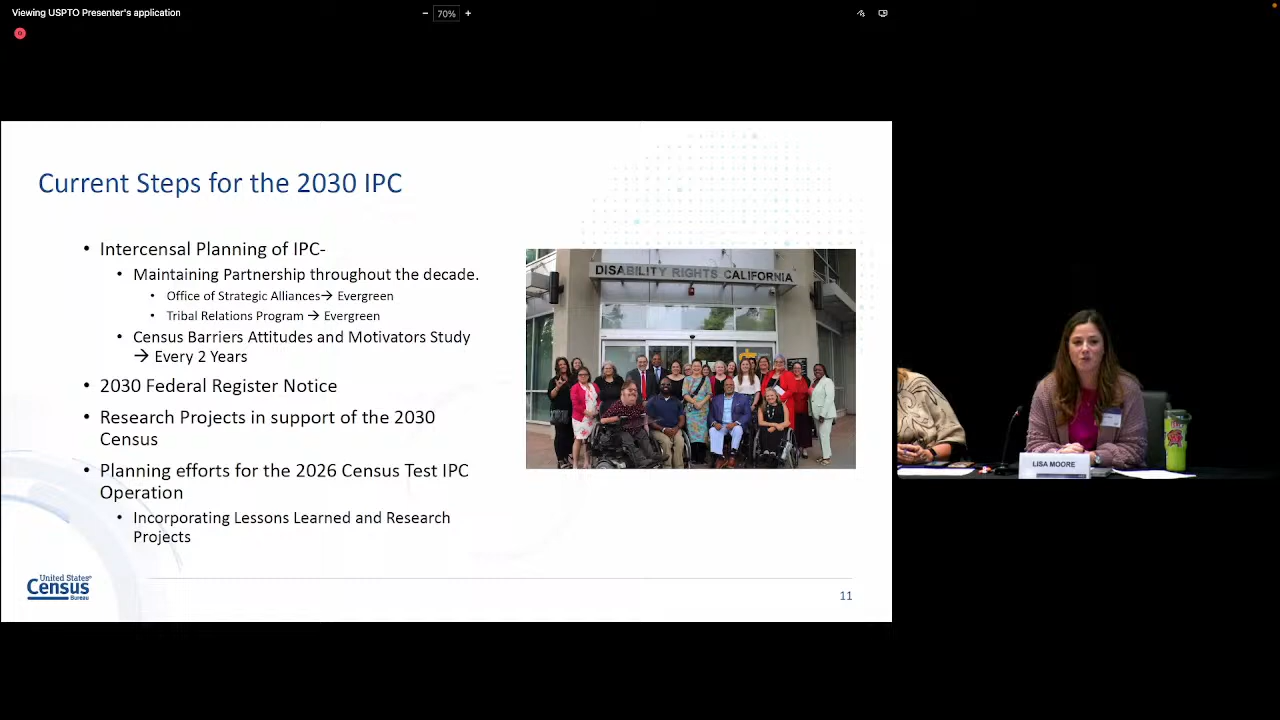 Viewing USPTO Presenter's application
− 70% +
Current Steps for the 2030 IPC
• Intercensal Planning of IPC-
• Maintaining Partnership throughout the decade.
• Office of Strategic Alliances→ Evergreen
• Tribal Relations Program → Evergreen
• Census Barriers Attitudes and Motivators Study
→ Every 2 Years
• 2030 Federal Register Notice
• Research Projects in support of the 2030
Census
• Planning efforts for the 2026 Census Test IPC
Operation
• Incorporating Lessons Learned and Research
Projects
DISABILITY RIGHTS CALIFORNIA
LISA MOORE
United States®
Census
Bureau
11